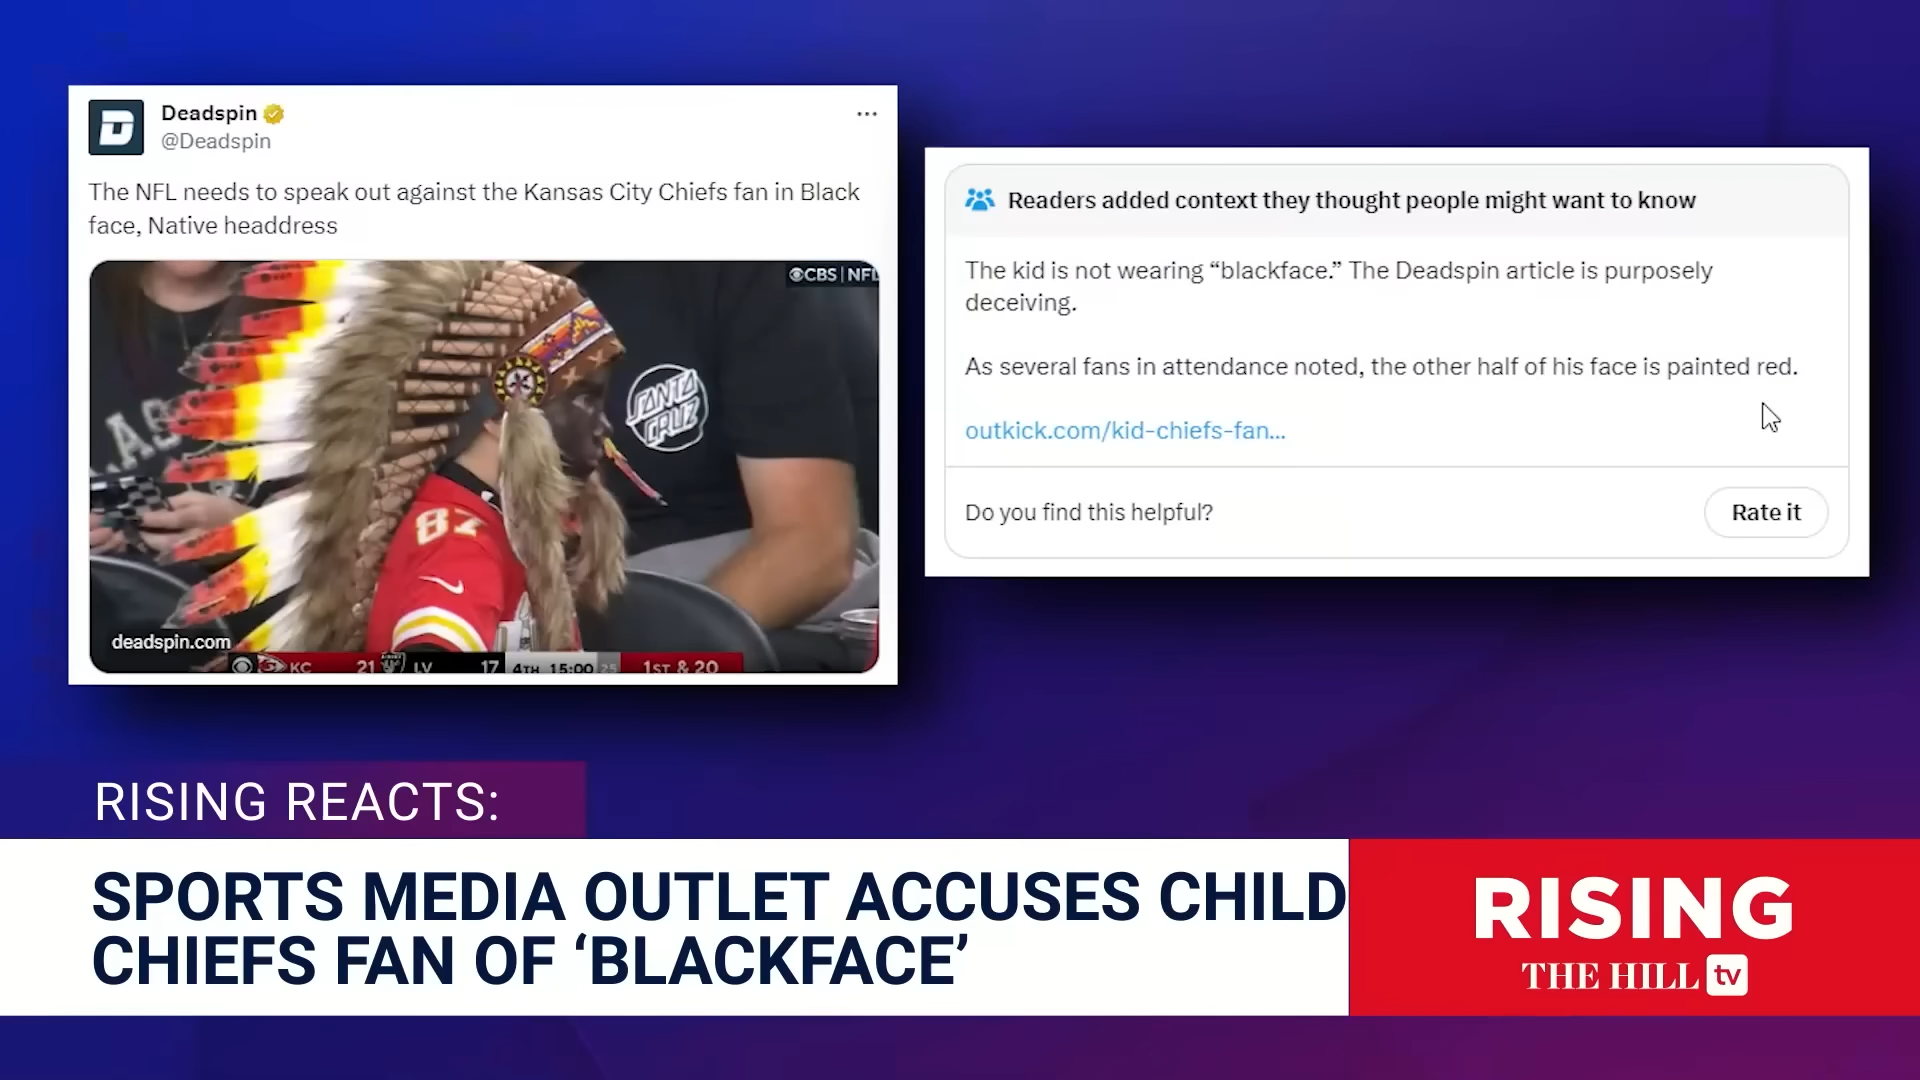 Deadspin
@Deadspin
The NFL needs to speak out against the Kansas City Chiefs fan in Black
face, Native headdress
CBS | NFL
SANTA
CRUZ
87
deadspin.com
KC 21 LV 17 4TH 15:00 25 1ST & 20
Readers added context they thought people might want to know
The kid is not wearing “blackface.” The Deadspin article is purposely
deceiving.
As several fans in attendance noted, the other half of his face is painted red.
outkick.com/kid-chiefs-fan...
Do you find this helpful?
Rate it
RISING REACTS:
SPORTS MEDIA OUTLET ACCUSES CHILD
CHIEFS FAN OF ‘BLACKFACE’
RISING
THE HILL tv